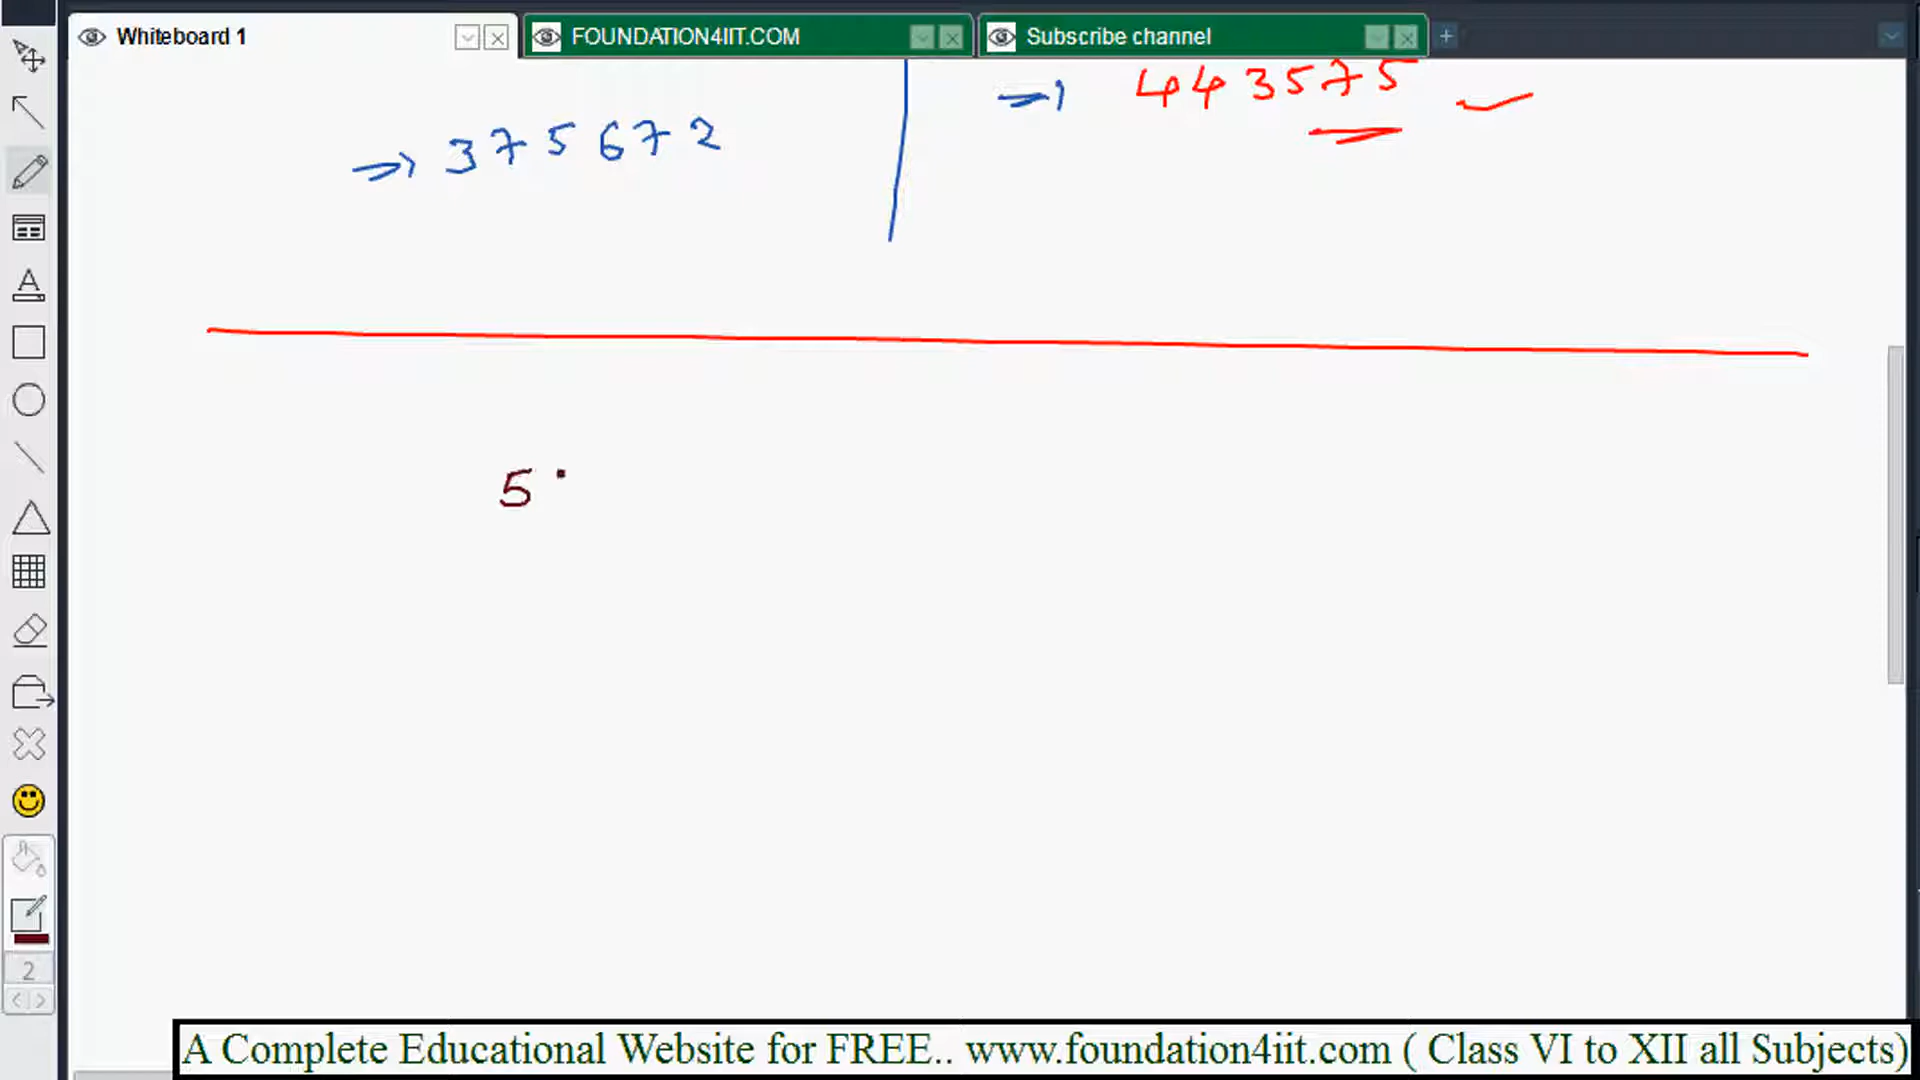 Whiteboard 1
FOUNDATION4IIT.COM
Subscribe channel
⇒ 443575
⇒ 375672
5
2
A Complete Educational Website for FREE.. www.foundation4iit.com ( Class VI to XII all Subjects)